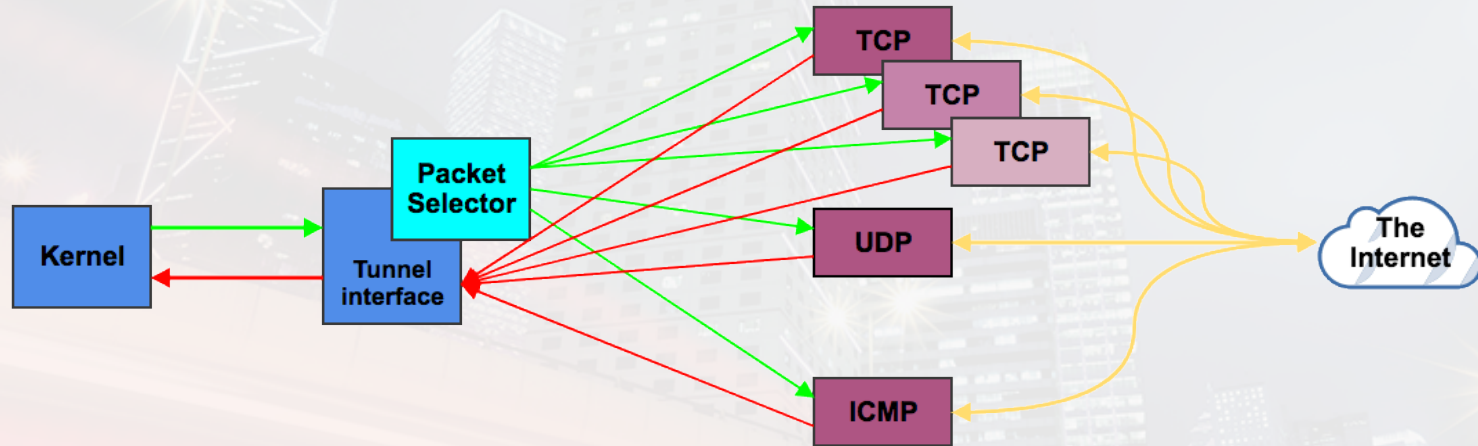 TCP
TCP
TCP
Packet
Selector
Kernel
Tunnel
interface
UDP
The
Internet
ICMP